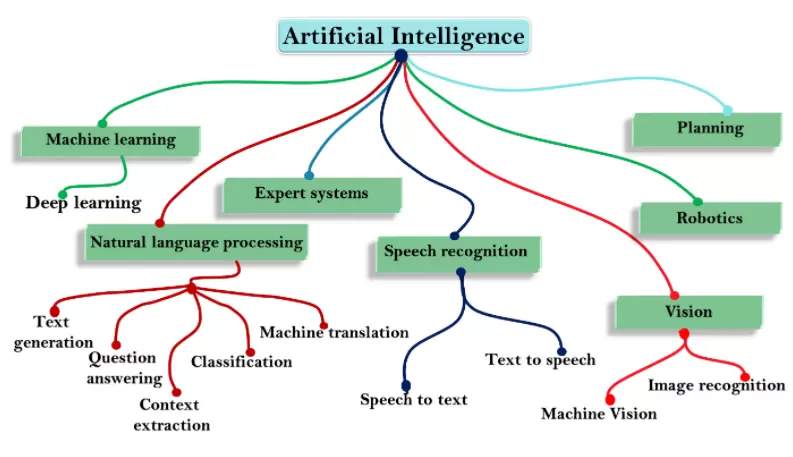 Artificial Intelligence
Machine learning
Planning
Deep learning
Expert systems
Robotics
Natural language processing
Speech recognition
Vision
Text
generation
Question
answering
Context
extraction
Classification
Machine translation
Speech to text
Text to speech
Machine Vision
Image recognition